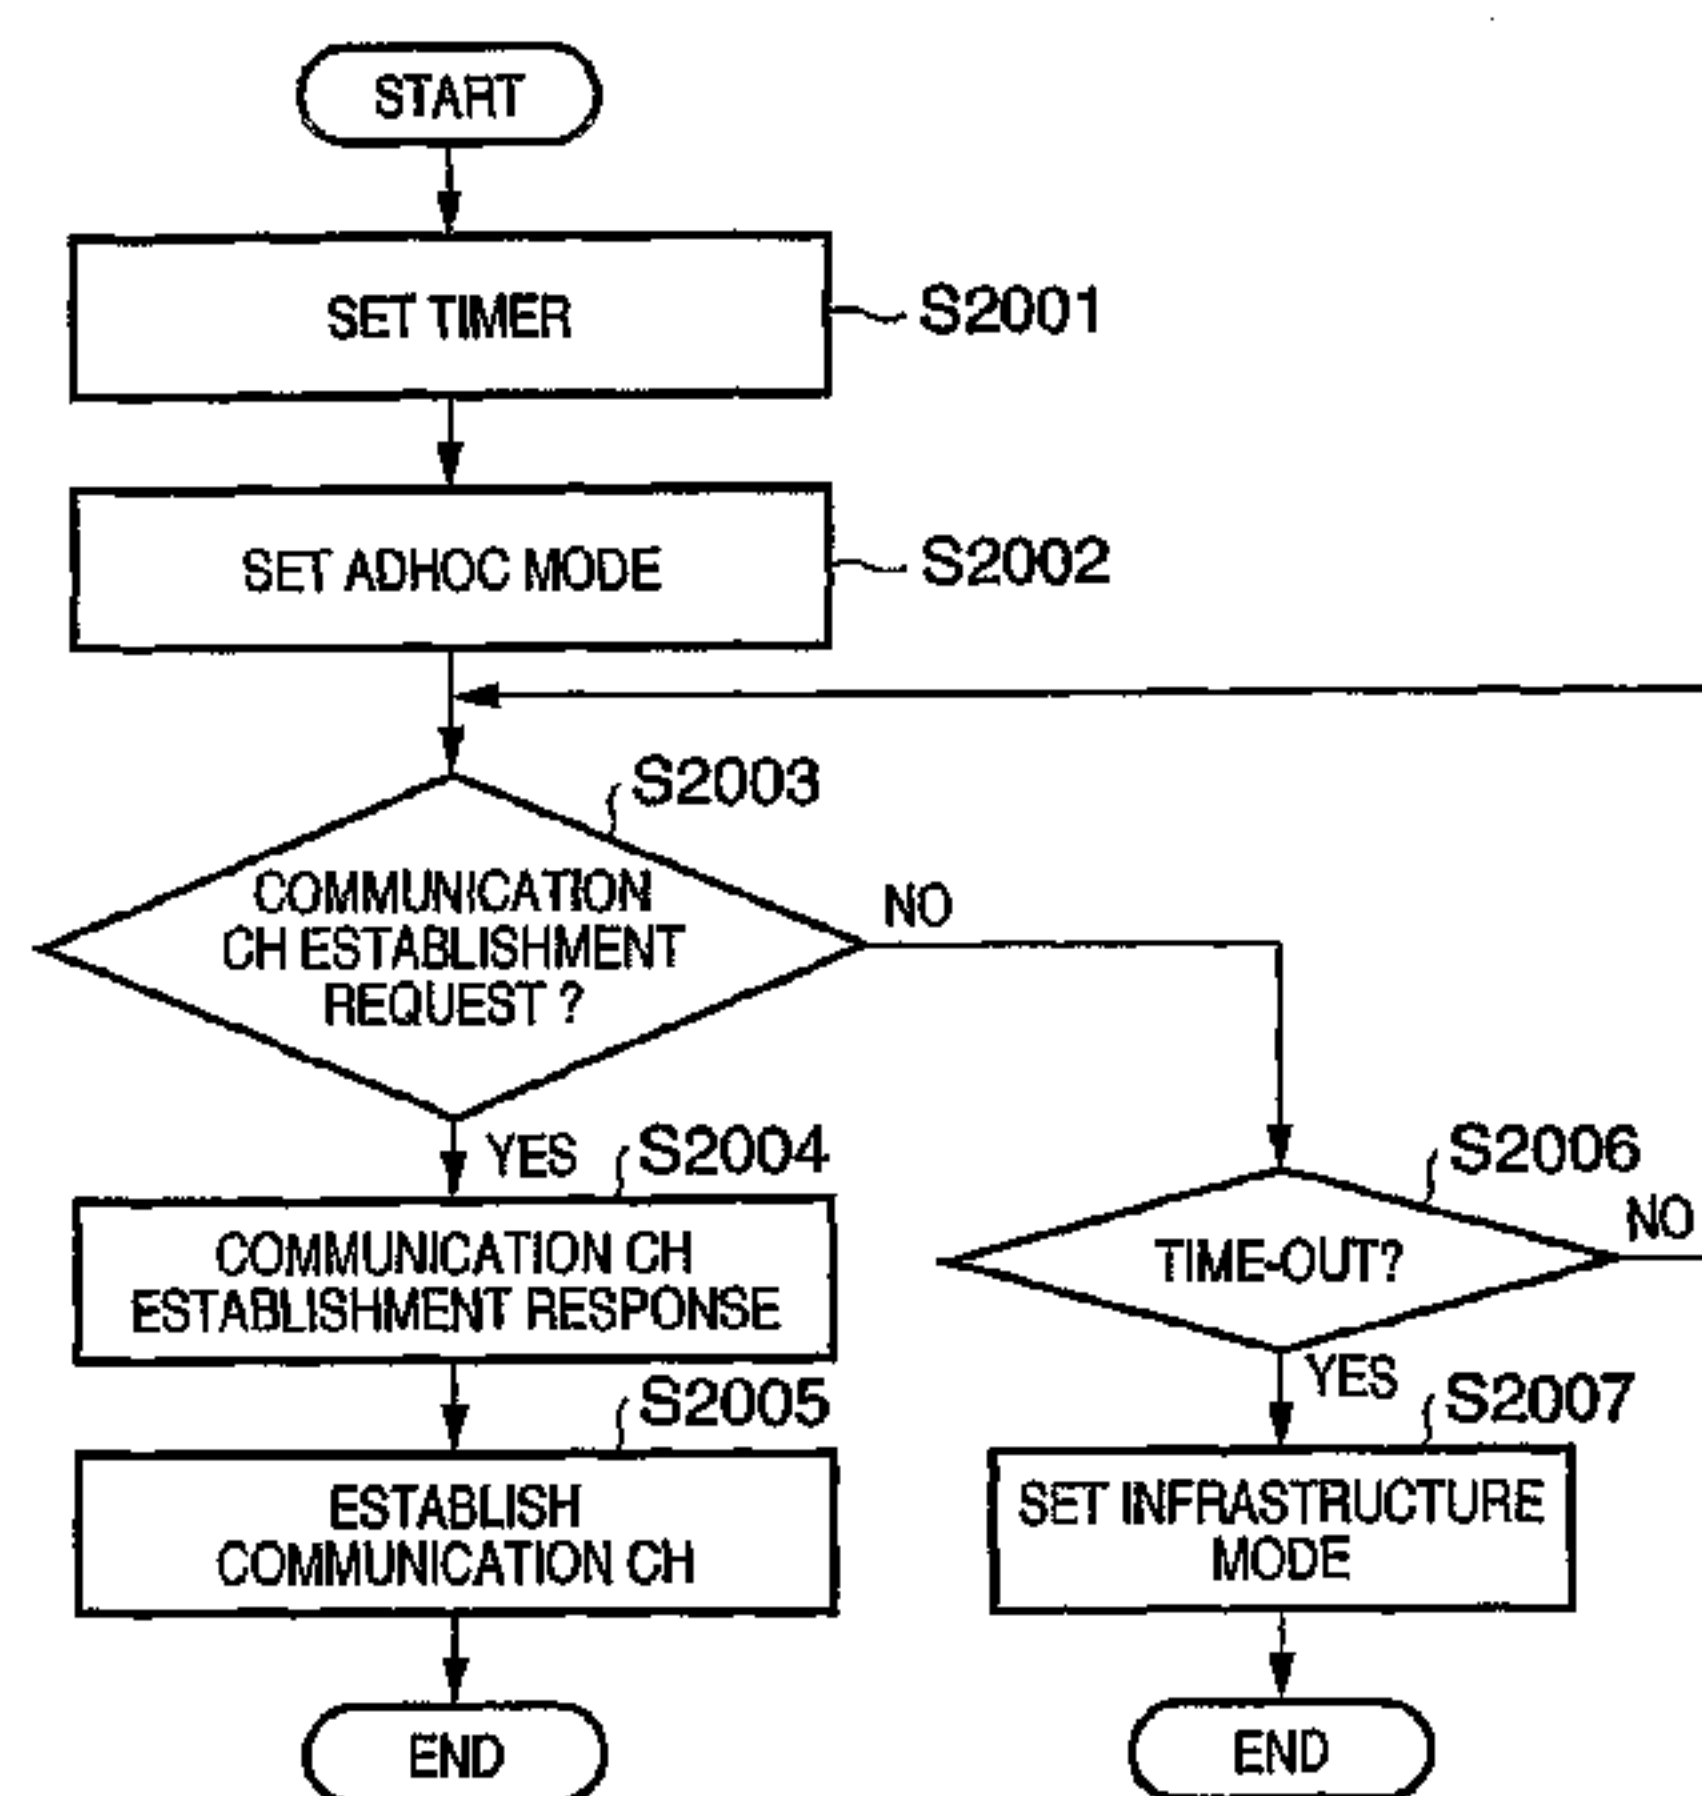 START
SET TIMER
S2001
SET ADHOC MODE
S2002
S2003
COMMUNICATION
CH ESTABLISHMENT
REQUEST ?
NO
YES
S2004
COMMUNICATION CH
ESTABLISHMENT RESPONSE
S2005
ESTABLISH
COMMUNICATION CH
END
S2006
TIME-OUT?
NO
YES
S2007
SET INFRASTRUCTURE
MODE
END